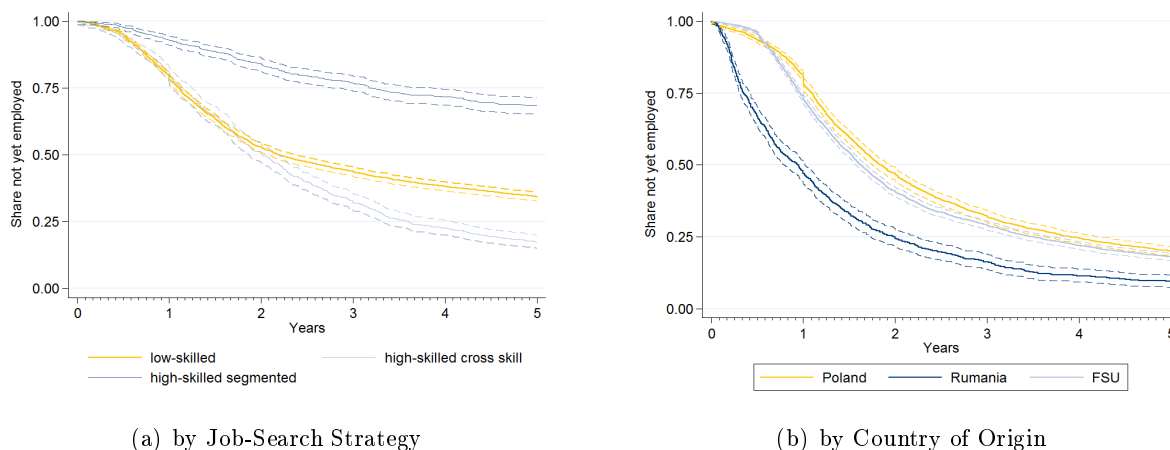 Share not yet employed
1.00
0.75
0.50
0.25
0.00
0 1 2 3 4 5
Years
low-skilled high-skilled cross skill
high-skilled segmented
(a) by Job-Search Strategy
Share not yet employed
1.00
0.75
0.50
0.25
0.00
0 1 2 3 4 5
Years
Poland Rumania FSU
(b) by Country of Origin